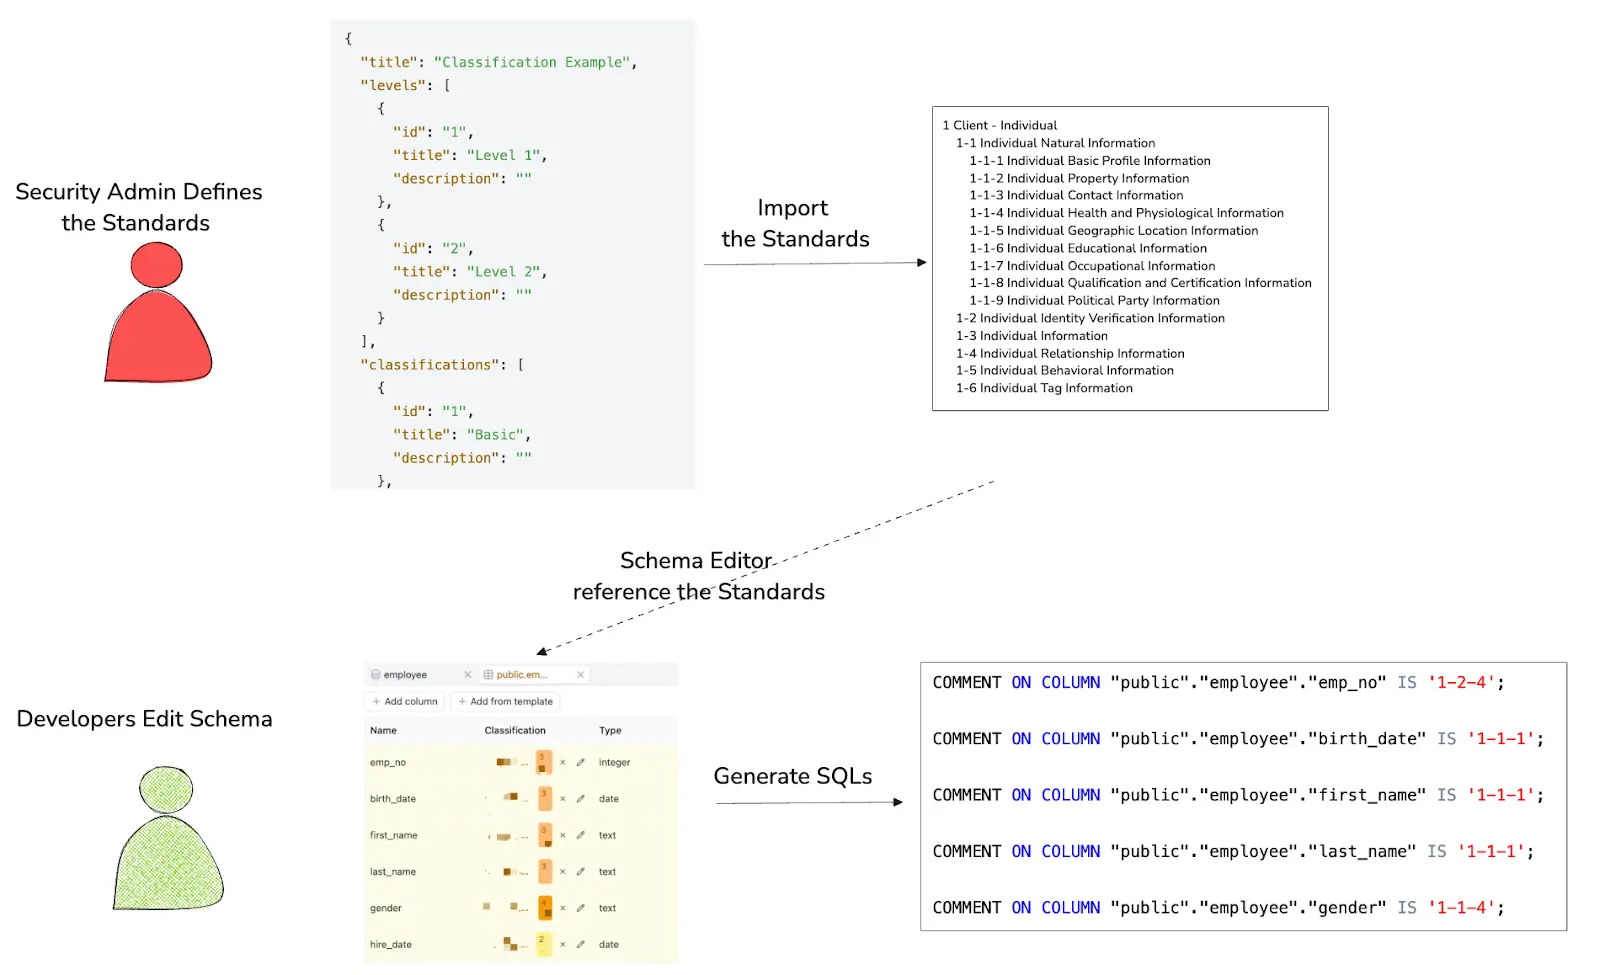 Security Admin Defines
the Standards
{
"title": "Classification Example",
"levels": [
{
"id": "1",
"title": "Level 1",
"description": ""
},
{
"id": "2",
"title": "Level 2",
"description": ""
}
],
"classifications": [
{
"id": "1",
"title": "Basic",
"description": ""
},
Import
the Standards
1 Client - Individual
1-1 Individual Natural Information
1-1-1 Individual Basic Profile Information
1-1-2 Individual Property Information
1-1-3 Individual Contact Information
1-1-4 Individual Health and Physiological Information
1-1-5 Individual Geographic Location Information
1-1-6 Individual Educational Information
1-1-7 Individual Occupational Information
1-1-8 Individual Qualification and Certification Information
1-1-9 Individual Political Party Information
1-2 Individual Identity Verification Information
1-3 Individual Information
1-4 Individual Relationship Information
1-5 Individual Behavioral Information
1-6 Individual Tag Information
Schema Editor
reference the Standards
Developers Edit Schema
employee × public.em... ×
+ Add column + Add from template
Name Classification Type
emp_no ... 3 × integer
birth_date ... 3 × date
first_name ... 3 × text
last_name ... 3 × text
gender ... 4 × text
hire_date ... 2 × date
Generate SQLs
COMMENT ON COLUMN "public"."employee"."emp_no" IS '1-2-4';
COMMENT ON COLUMN "public"."employee"."birth_date" IS '1-1-1';
COMMENT ON COLUMN "public"."employee"."first_name" IS '1-1-1';
COMMENT ON COLUMN "public"."employee"."last_name" IS '1-1-1';
COMMENT ON COLUMN "public"."employee"."gender" IS '1-1-4';